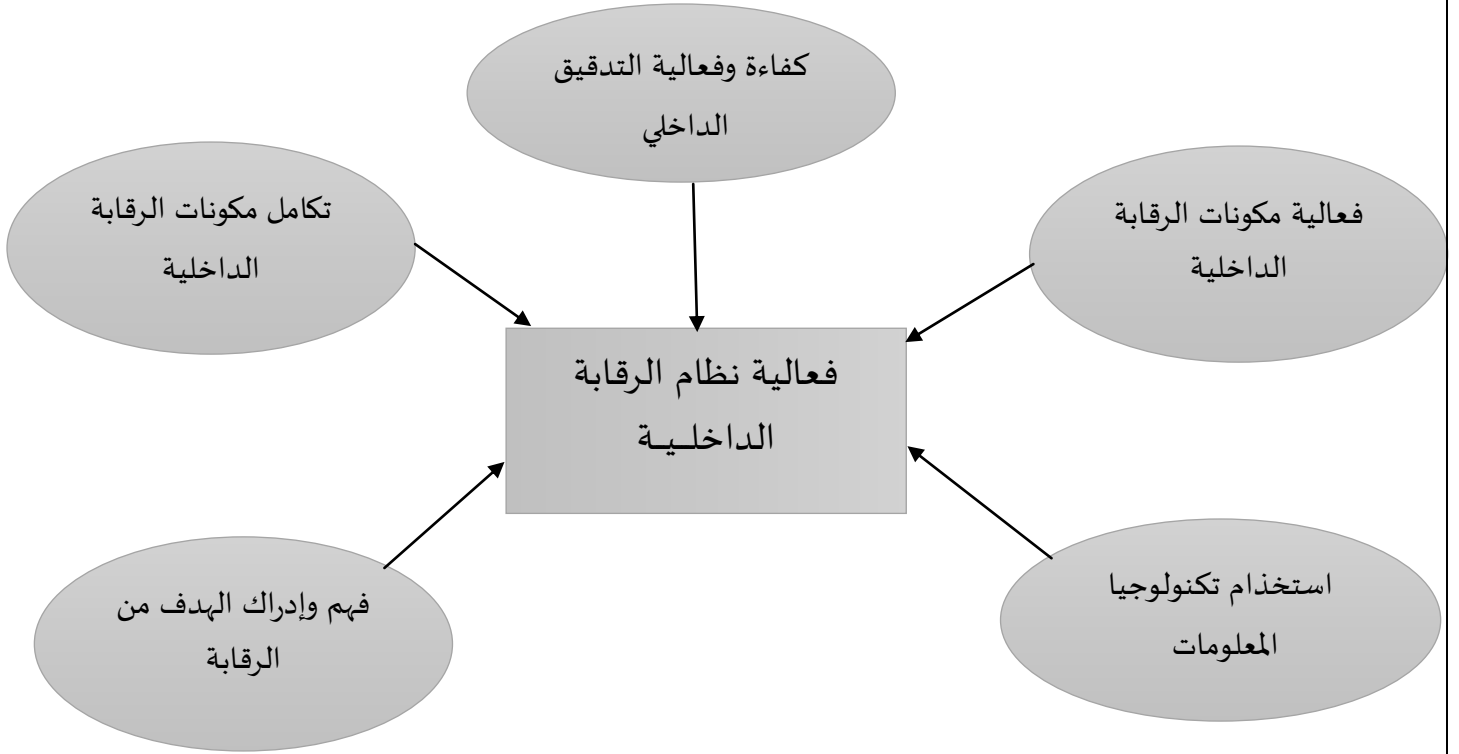 كفاءة وفعالية التدقيق
الداخلي
فعالية مكونات الرقابة
الداخلية
تكامل مكونات الرقابة
الداخلية
فعالية نظام الرقابة
الداخلـيـة
استخذام تكنولوجيا
المعلومات
فهم وإدراك الهدف من
الرقابة